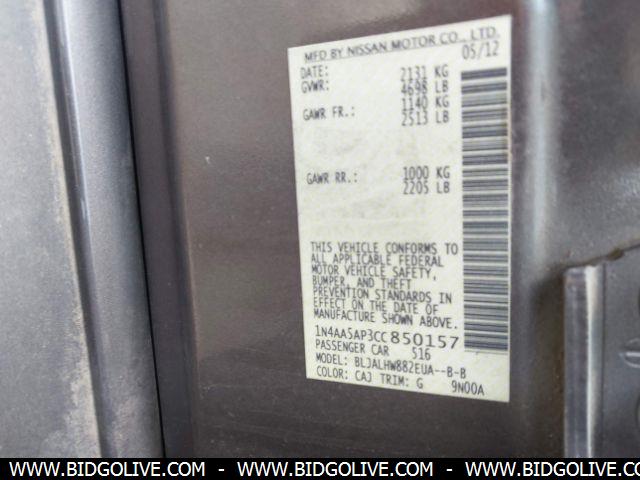 MFD BY NISSAN MOTOR CO., LTD.
DATE: 05/12
GVWR: 2131 KG
4698 LB
GAWR FR.: 1140 KG
2513 LB
GAWR RR.: 1000 KG
2205 LB
THIS VEHICLE CONFORMS TO
ALL APPLICABLE FEDERAL
MOTOR VEHICLE SAFETY,
BUMPER, AND THEFT
PREVENTION STANDARDS IN
EFFECT ON THE DATE OF
MANUFACTURE SHOWN ABOVE.
1N4AA5AP3CC850157
PASSENGER CAR 516
MODEL: BLJALHW882EUA--B-B
COLOR: CAJ TRIM: G 9N00A
WWW.BIDGOLIVE.COM - WWW.BIDGOLIVE.COM - WWW.BIDGOLIVE.COM